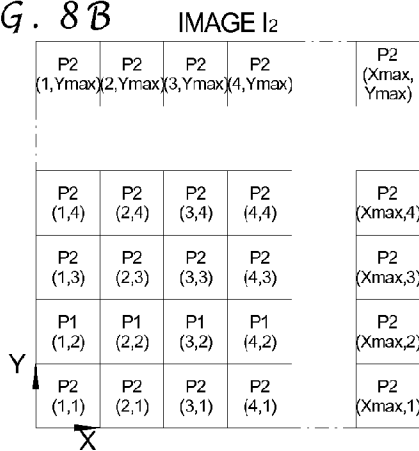 G. 8B
IMAGE I2
P2 P2 P2 P2 P2
(1,Ymax) (2,Ymax) (3,Ymax) (4,Ymax) (Xmax,
Ymax)
P2 P2 P2 P2 P2
(1,4) (2,4) (3,4) (4,4) (Xmax,4)
P2 P2 P2 P2 P2
(1,3) (2,3) (3,3) (4,3) (Xmax,3)
P1 P1 P1 P1 P2
(1,2) (2,2) (3,2) (4,2) (Xmax,2)
Y
P2 P2 P2 P2 P2
(1,1) (2,1) (3,1) (4,1) (Xmax,1)
X